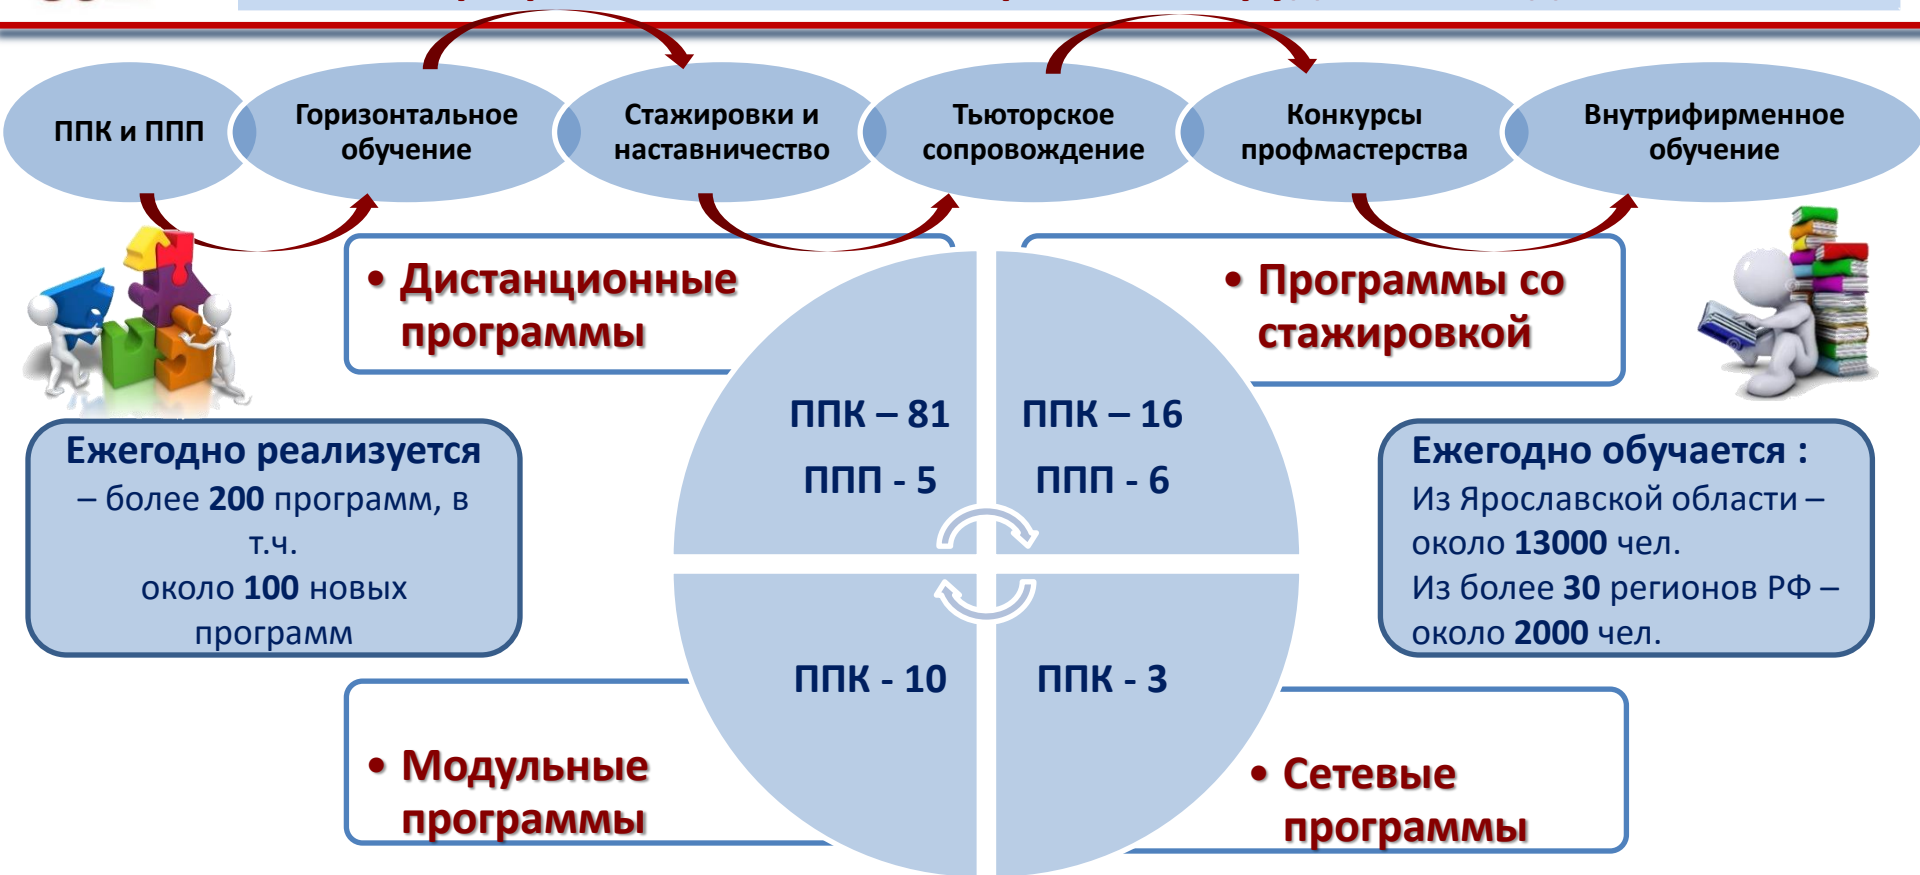 ППК и ППП
Горизонтальное
обучение
Стажировки и
наставничество
Тьюторское
сопровождение
Конкурсы
профмастерства
Внутрифирменное
обучение
• Дистанционные
программы
• Программы со
стажировкой
ППК – 81
ППП - 5
ППК – 16
ППП - 6
Ежегодно реализуется
– более 200 программ, в
т.ч.
около 100 новых
программ
Ежегодно обучается :
Из Ярославской области –
около 13000 чел.
Из более 30 регионов РФ –
около 2000 чел.
ППК - 10
ППК - 3
• Модульные
программы
• Сетевые
программы